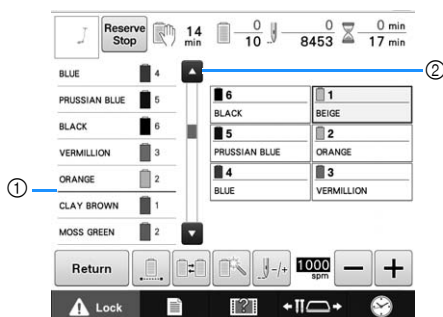 Reserve Stop 14 min 0 10 0 8453 0 min 17 min
②
BLUE 4
PRUSSIAN BLUE 5
BLACK 6
VERMILLION 3
ORANGE 2
①
CLAY BROWN 1
MOSS GREEN 2
6 BLACK 1 BEIGE
5 PRUSSIAN BLUE 2 ORANGE
4 BLUE 3 VERMILLION
Return -/+ 1000 spm − +
Lock ?